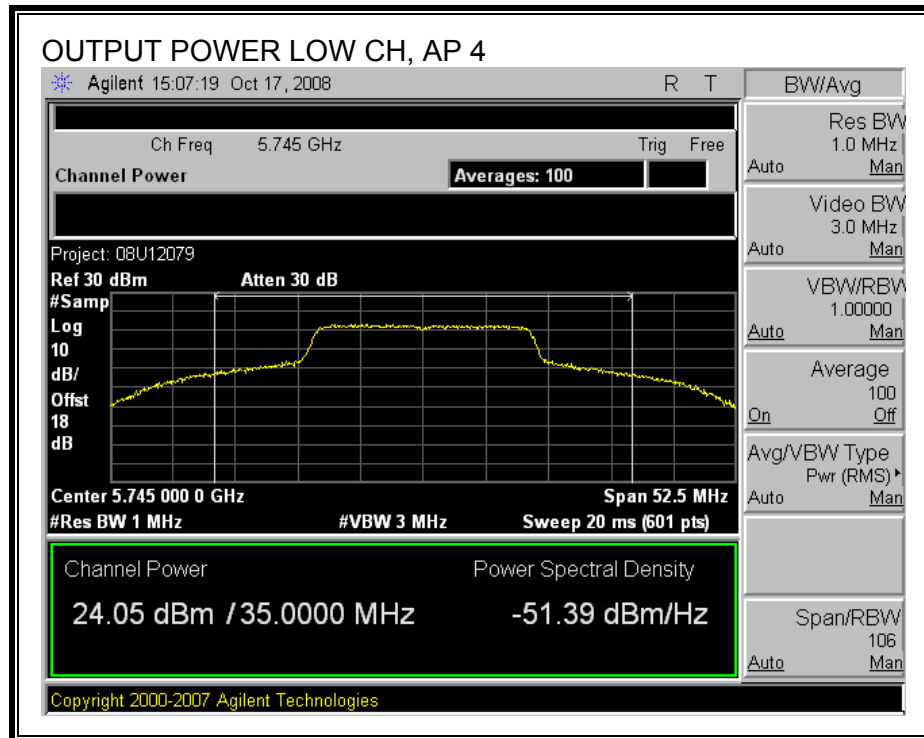 OUTPUT POWER LOW CH, AP 4
Agilent 15:07:19 Oct 17, 2008 R T
BW/Avg
Ch Freq 5.745 GHz Trig Free
Channel Power Averages: 100
Project: 08U12079
Ref 30 dBm Atten 30 dB
#Samp
Log
10
dB/
Offst
18
dB
Center 5.745 000 0 GHz Span 52.5 MHz
#Res BW 1 MHz #VBW 3 MHz Sweep 20 ms (601 pts)
Channel Power Power Spectral Density
24.05 dBm / 35.0000 MHz -51.39 dBm/Hz
Res BW
1.0 MHz
Auto Man
Video BW
3.0 MHz
Auto Man
VBW/RBW
1.00000
Auto Man
Average
100
On Off
Avg/VBW Type
Pwr (RMS)
Auto Man
Span/RBW
106
Auto Man
Copyright 2000-2007 Agilent Technologies